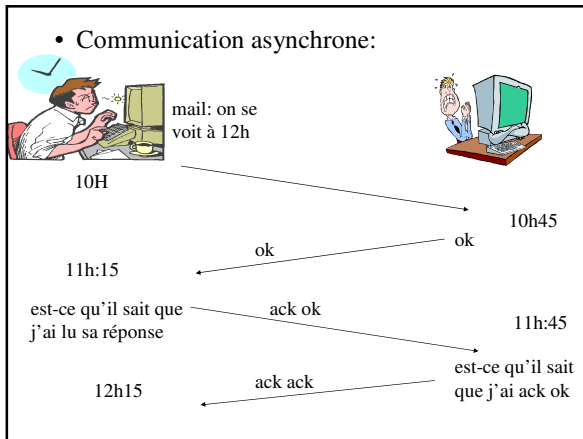 • Communication asynchrone:
mail: on se
voit à 12h
10H
10h45
ok
ok
11h:15
est-ce qu'il sait que
j'ai lu sa réponse
ack ok
11h:45
est-ce qu'il sait
que j'ai ack ok
ack ack
12h15